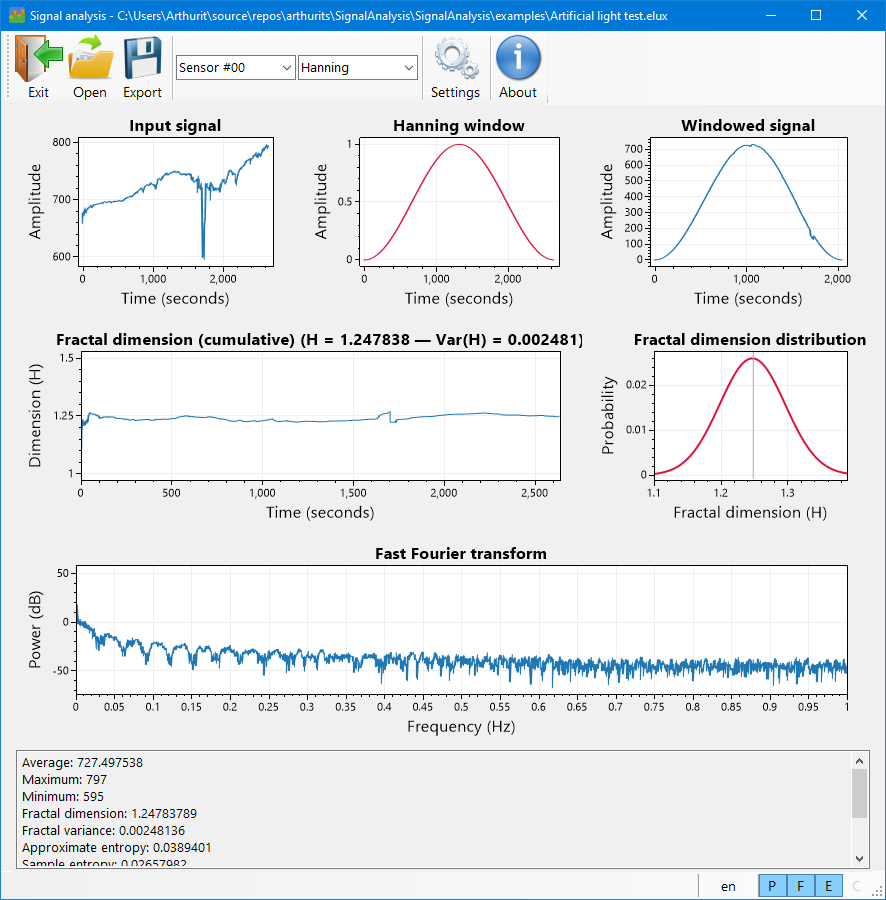 Signal analysis - C:\Users\Arthurit\source\repos\arthurits\SignalAnalysis\SignalAnalysis\examples\Artificial light test.elux
Exit Open Export Sensor #00 Hanning Settings About
Input signal
Amplitude
800
700
600
0 1,000 2,000
Time (seconds)
Hanning window
Amplitude
1
0.5
0
0 1,000 2,000
Time (seconds)
Windowed signal
Amplitude
700
600
500
400
300
200
100
0
0 1,000 2,000
Time (seconds)
Fractal dimension (cumulative) (H = 1.247838 — Var(H) = 0.002481)
Dimension (H)
1.5
1.25
1
0 500 1,000 1,500 2,000 2,500
Time (seconds)
Fractal dimension distribution
Probability
0.02
0.01
0
1.1 1.2 1.3
Fractal dimension (H)
Fast Fourier transform
Power (dB)
50
0
-50
0 0.05 0.1 0.15 0.2 0.25 0.3 0.35 0.4 0.45 0.5 0.55 0.6 0.65 0.7 0.75 0.8 0.85 0.9 0.95 1
Frequency (Hz)
Average: 727.497538
Maximum: 797
Minimum: 595
Fractal dimension: 1.24783789
Fractal variance: 0.00248136
Approximate entropy: 0.0389401
Sample entropy: 0.02657982
en P F E C